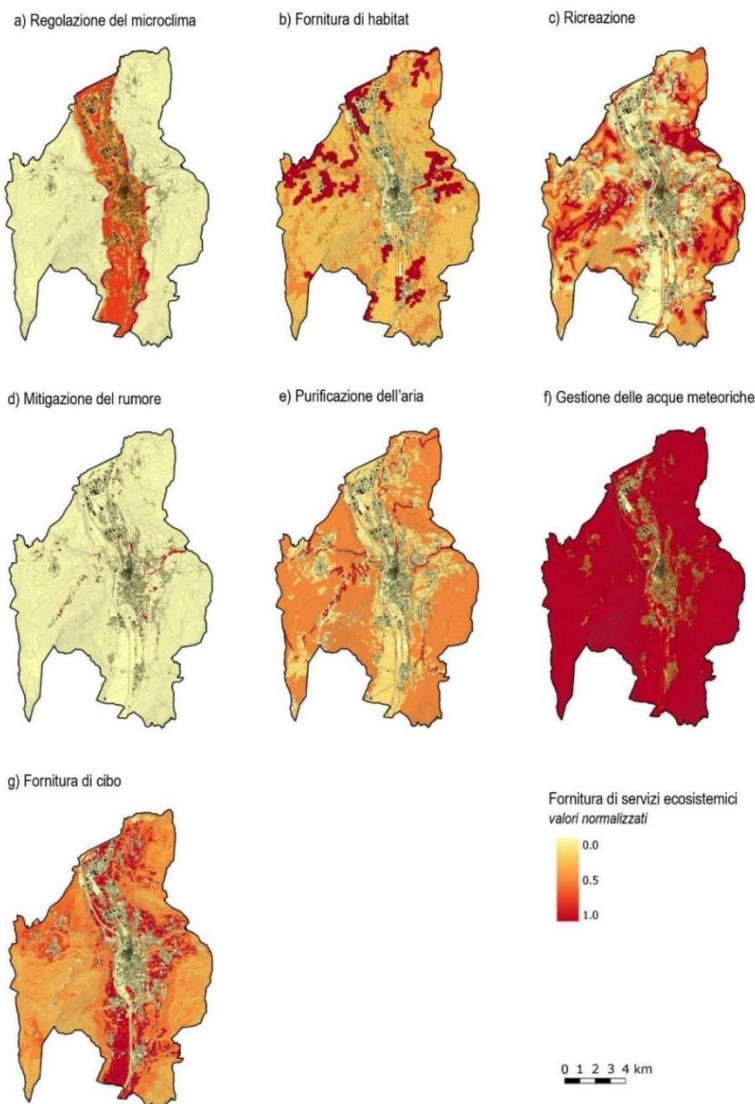 a) Regolazione del microclima
b) Fornitura di habitat
c) Ricreazione
d) Mitigazione del rumore
e) Purificazione dell'aria
f) Gestione delle acque meteoriche
g) Fornitura di cibo
Fornitura di servizi ecosistemici
valori normalizzati
0.0
0.5
1.0
0 1 2 3 4 km